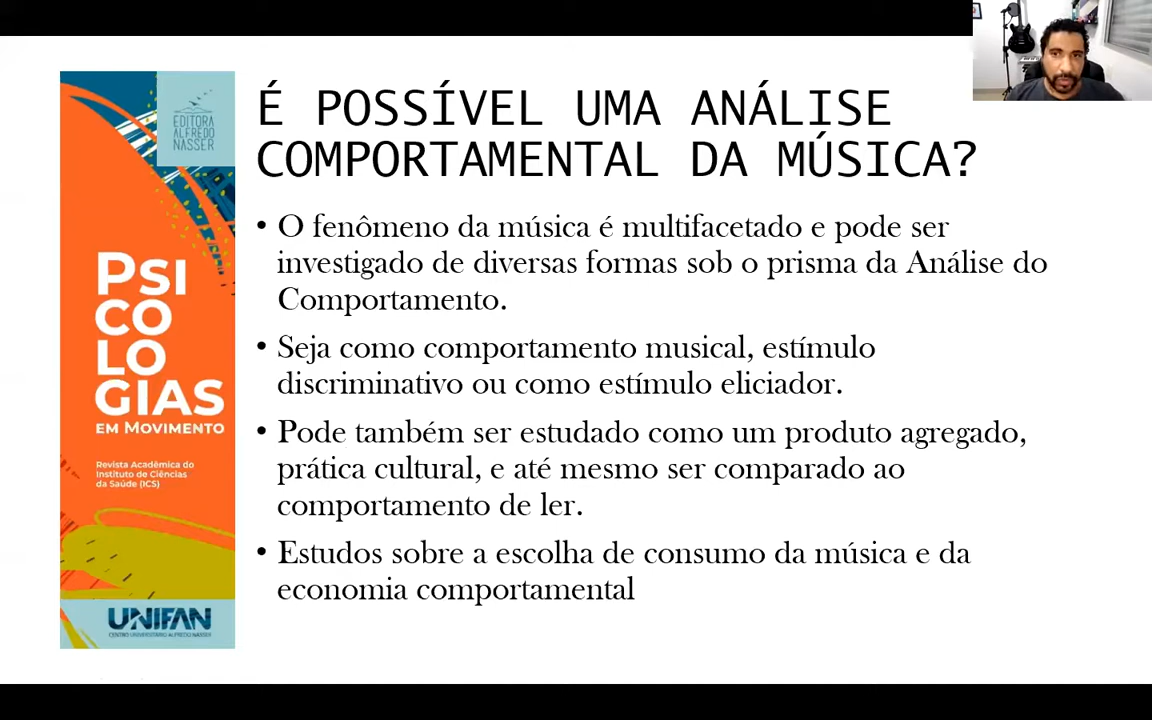 EDITORA
ALFREDO
NASSER
PSI
CO
LO
GIAS
EM MOVIMENTO
Revista Acadêmica do
Instituto de Ciências
da Saúde (ICS)
UNIFAN
CENTRO UNIVERSITÁRIO ALFREDO NASSER
É POSSÍVEL UMA ANÁLISE
COMPORTAMENTAL DA MÚSICA?
• O fenômeno da música é multifacetado e pode ser
investigado de diversas formas sob o prisma da Análise do
Comportamento.
• Seja como comportamento musical, estímulo
discriminativo ou como estímulo eliciador.
• Pode também ser estudado como um produto agregado,
prática cultural, e até mesmo ser comparado ao
comportamento de ler.
• Estudos sobre a escolha de consumo da música e da
economia comportamental